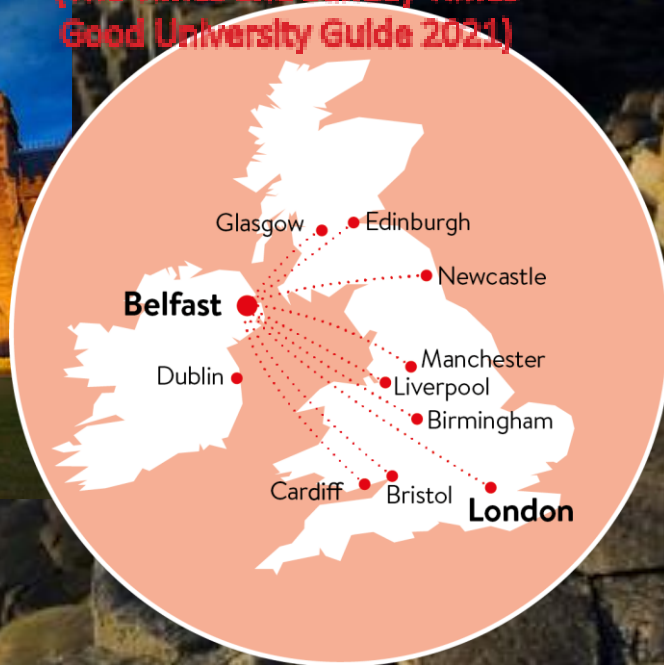 Good University Guide 2021)
Glasgow
Edinburgh
Newcastle
Belfast
Manchester
Dublin
Liverpool
Birmingham
Cardiff
Bristol
London